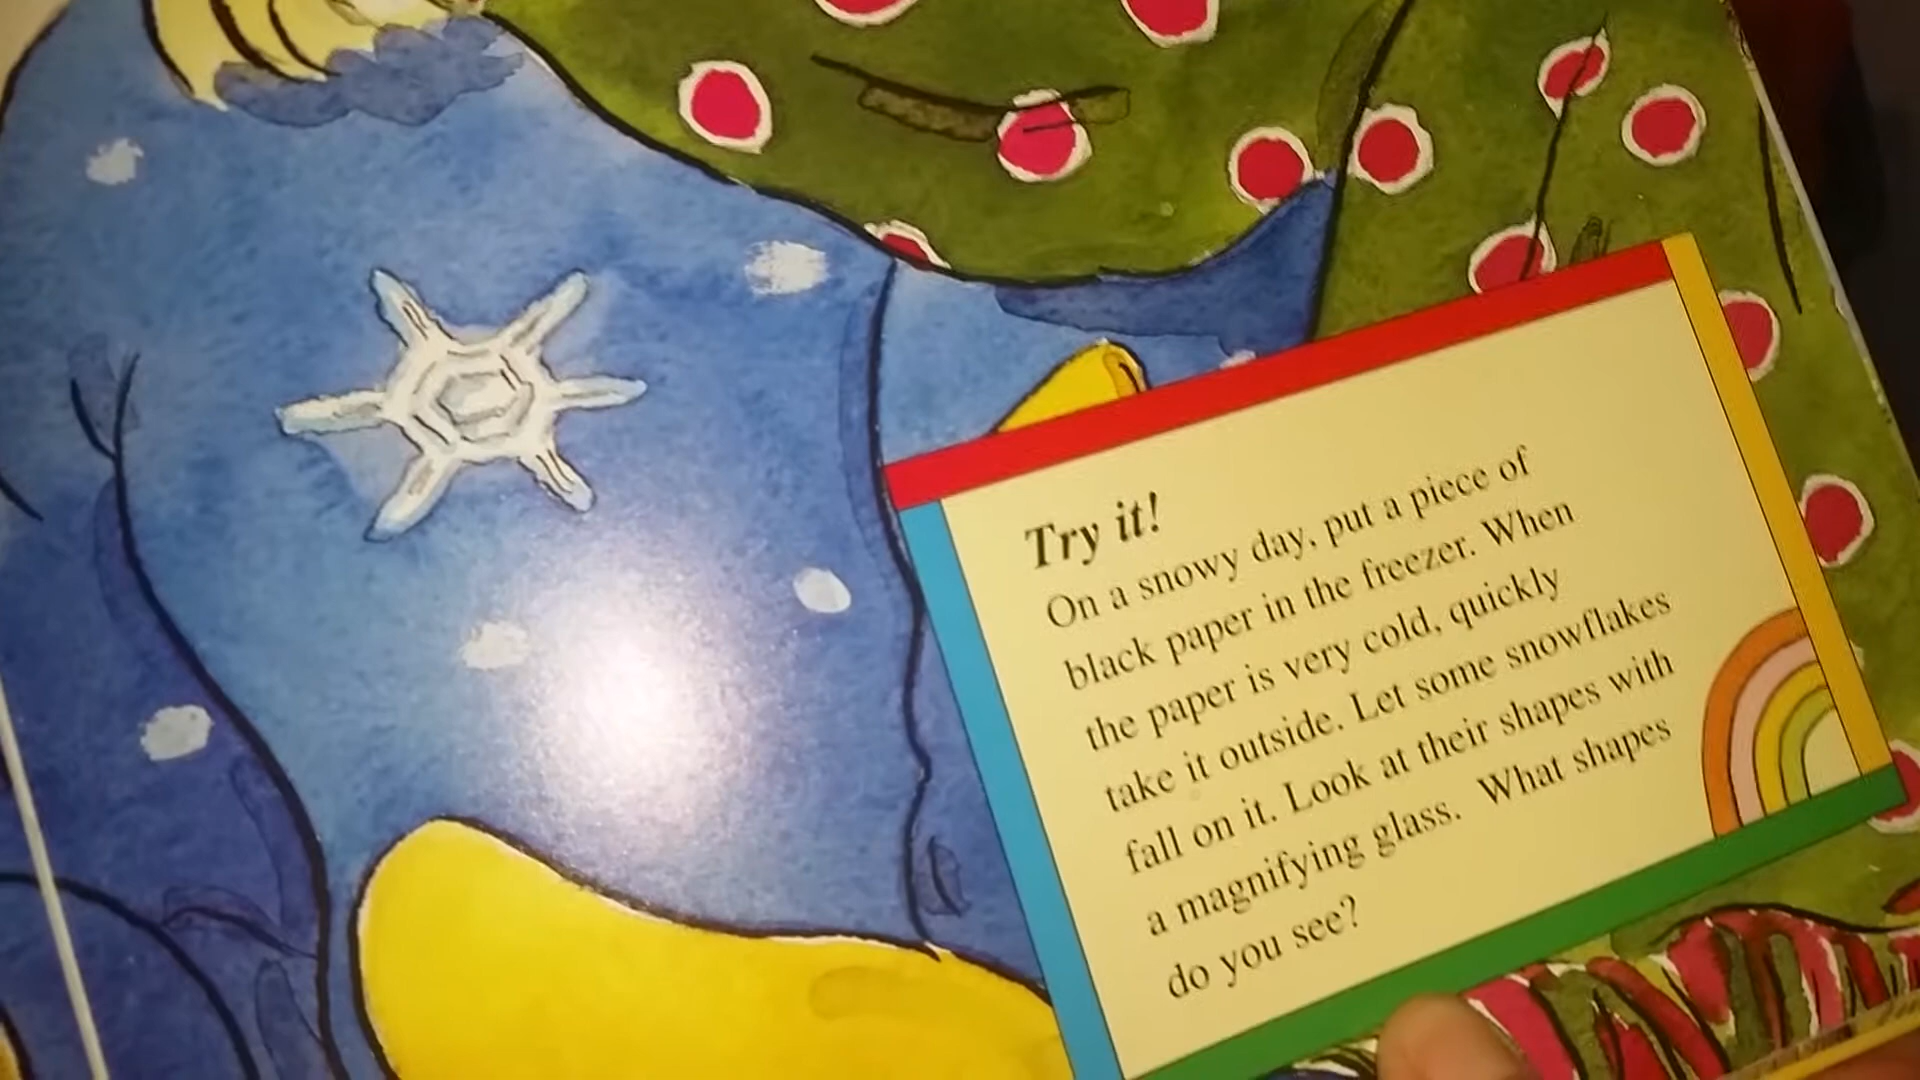 Try it!
On a snowy day, put a piece of
black paper in the freezer. When
the paper is very cold, quickly
take it outside. Let some snowflakes
fall on it. Look at their shapes with
a magnifying glass. What shapes
do you see?